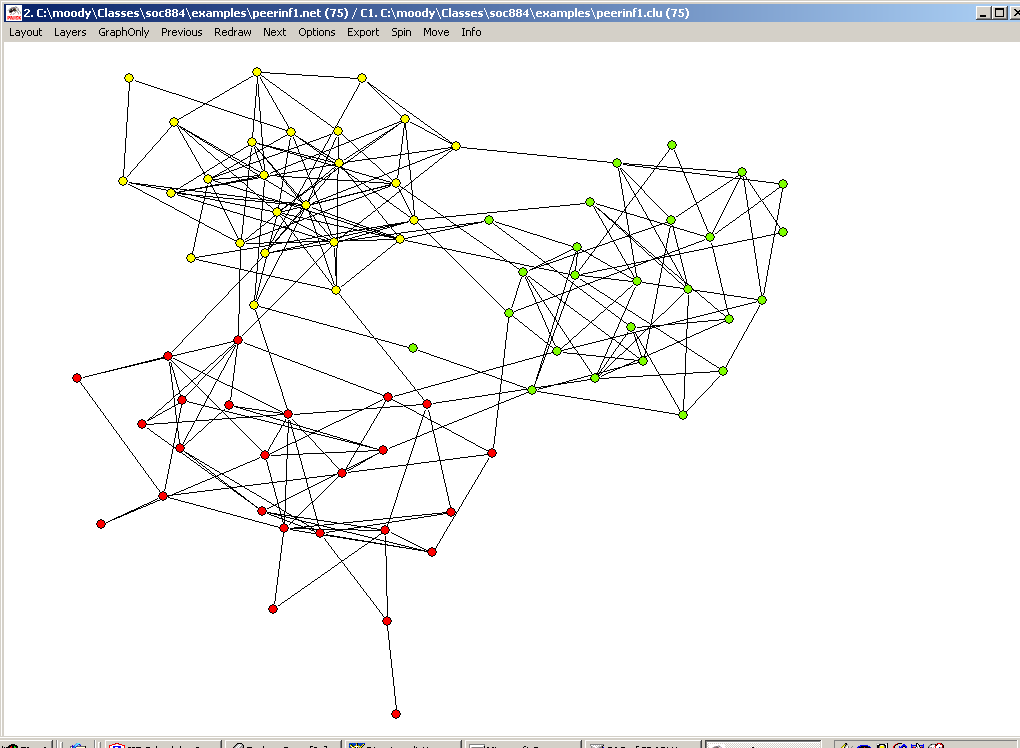 2. C:\moody\Classes\soc884\examples\peerinf1.net (75) / C1. C:\moody\Classes\soc884\examples\peerinf1.clu (75)
Layout Layers GraphOnly Previous Redraw Next Options Export Spin Move Info